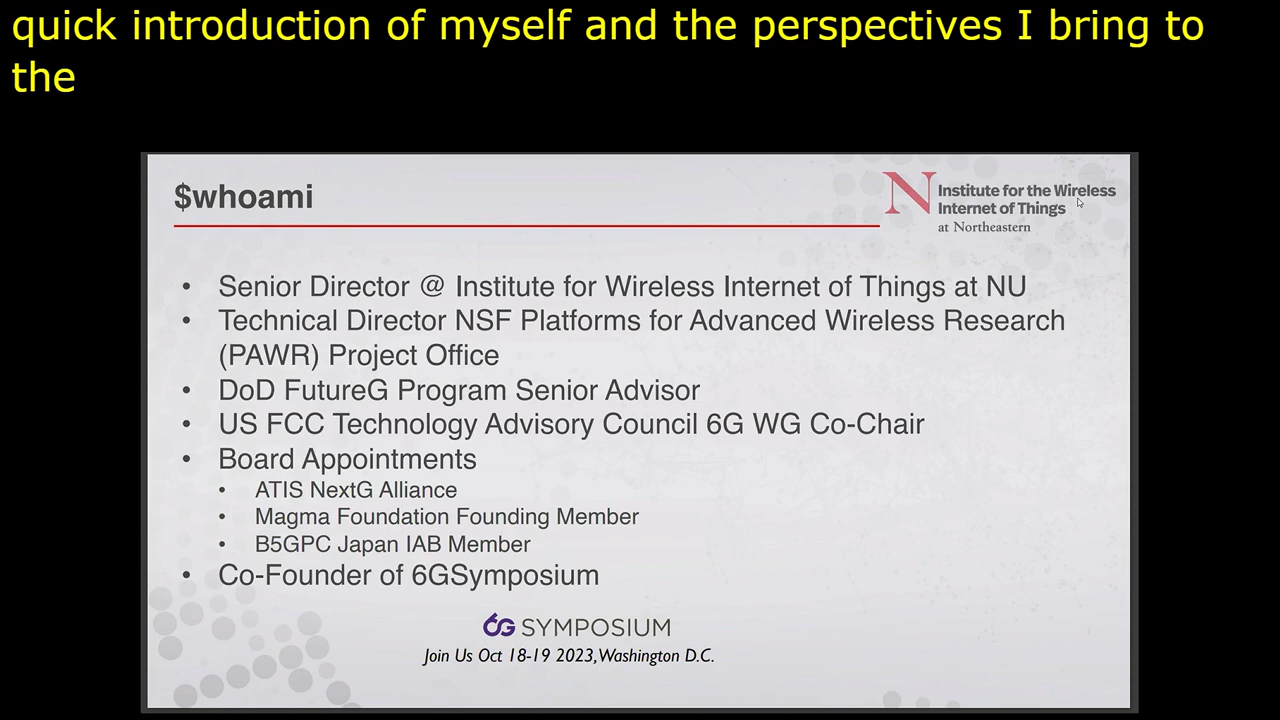 quick introduction of myself and the perspectives I bring to
the
$whoami
N
Institute for the Wireless
Internet of Things
at Northeastern
• Senior Director @ Institute for Wireless Internet of Things at NU
• Technical Director NSF Platforms for Advanced Wireless Research
(PAWR) Project Office
• DoD FutureG Program Senior Advisor
• US FCC Technology Advisory Council 6G WG Co-Chair
• Board Appointments
• ATIS NextG Alliance
• Magma Foundation Founding Member
• B5GPC Japan IAB Member
• Co-Founder of 6GSymposium
6G SYMPOSIUM
Join Us Oct 18-19 2023,Washington D.C.